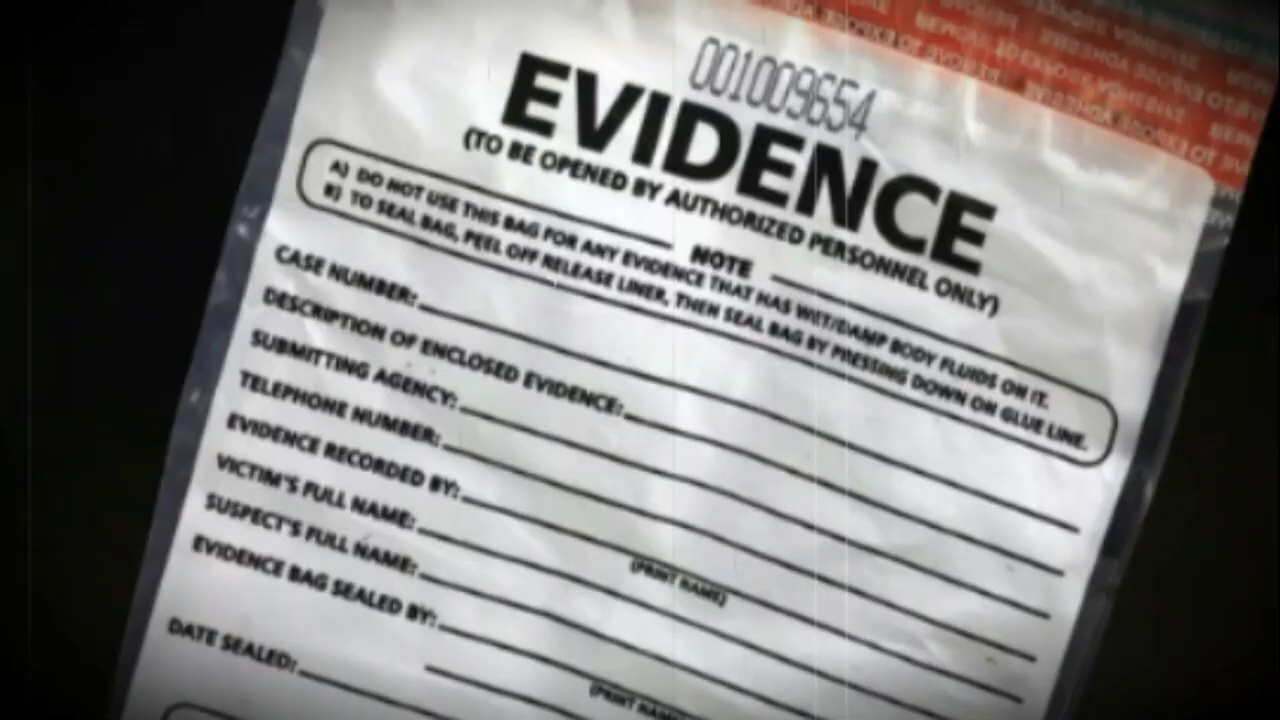 001009654
EVIDENCE
(TO BE OPENED BY AUTHORIZED PERSONNEL ONLY)
NOTE
A) DO NOT USE THIS BAG FOR ANY EVIDENCE THAT HAS WET/DAMP BODY FLUIDS ON IT.
B) TO SEAL BAG, PEEL OFF RELEASE LINER, THEN SEAL BAG BY PRESSING DOWN ON GLUE LINE.
CASE NUMBER:
DESCRIPTION OF ENCLOSED EVIDENCE:
SUBMITTING AGENCY:
TELEPHONE NUMBER:
EVIDENCE RECORDED BY:
(PRINT NAME)
VICTIM'S FULL NAME:
SUSPECT'S FULL NAME:
EVIDENCE BAG SEALED BY:
(PRINT NAME)
DATE SEALED: